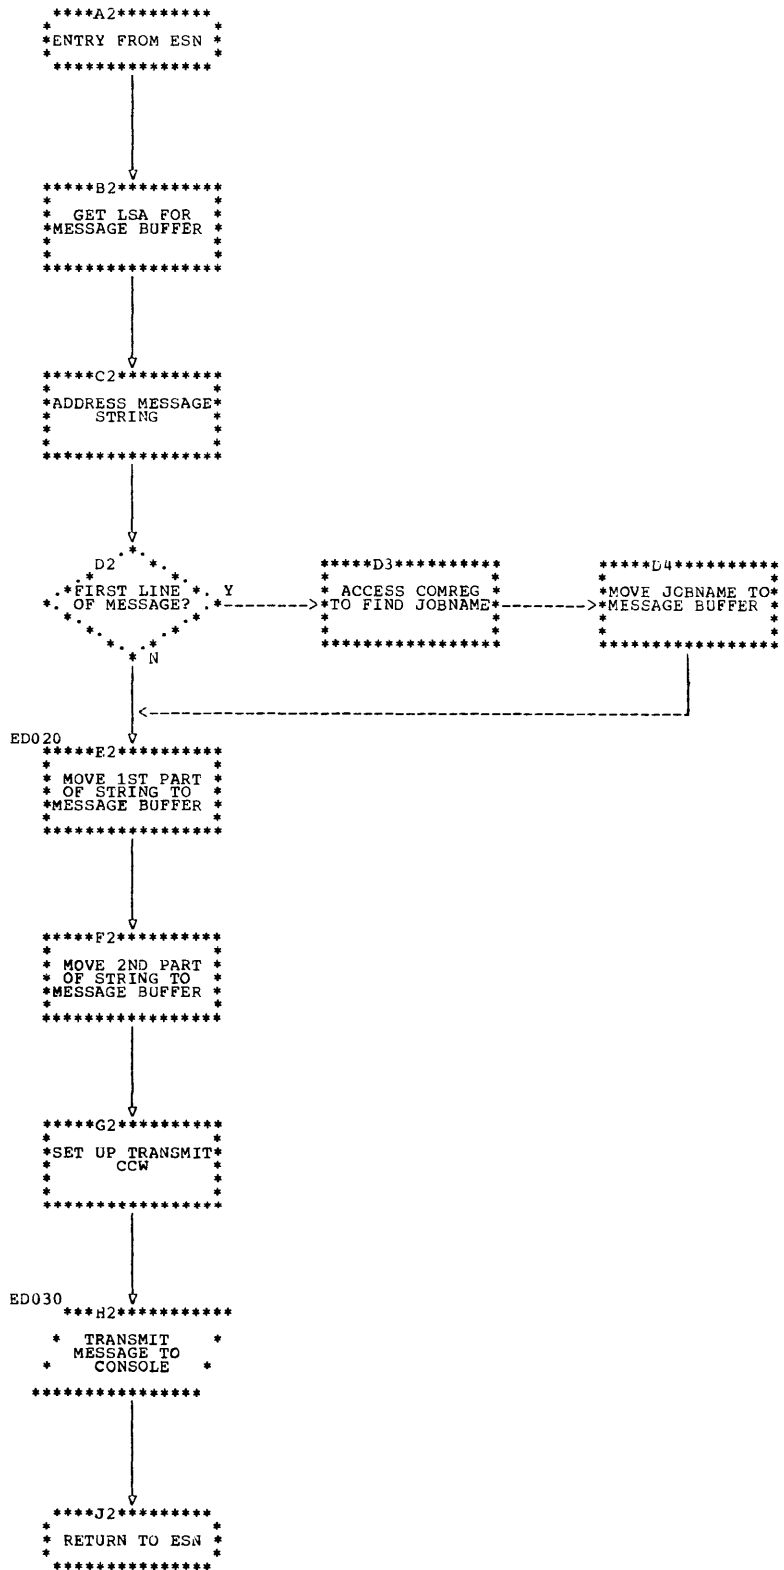 ****A2*********
ENTRY FROM ESN
*****B2**********
GET LSA FOR
MESSAGE BUFFER
*****C2**********
ADDRESS MESSAGE
STRING
D2
FIRST LINE
OF MESSAGE?
Y
N
*****D3**********
ACCESS COMREG
TO FIND JOBNAME
*****D4**********
MOVE JOBNAME TO
MESSAGE BUFFER
ED020
*****E2**********
MOVE 1ST PART
OF STRING TO
MESSAGE BUFFER
*****F2**********
MOVE 2ND PART
OF STRING TO
MESSAGE BUFFER
*****G2**********
SET UP TRANSMIT
CCW
ED030
***H2***********
TRANSMIT
MESSAGE TO
CONSOLE
****J2*********
RETURN TO ESN